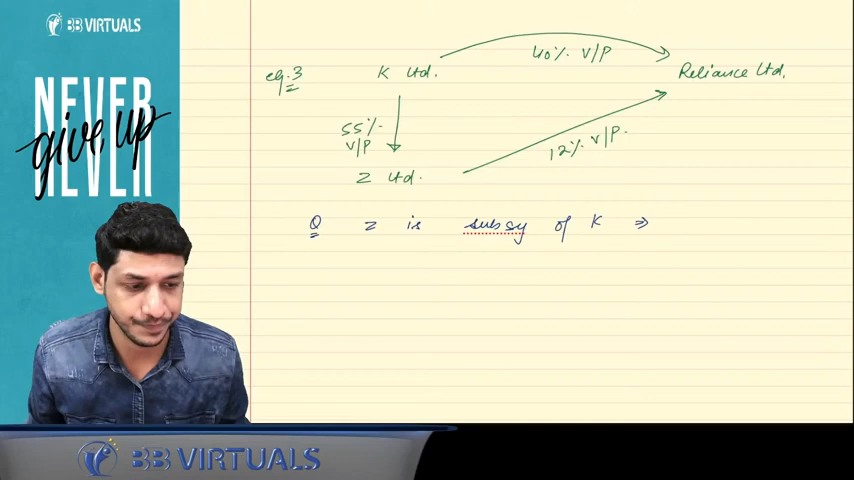 BB VIRTUALS
NEVER
give up
NEVER
eg.3
K Ltd.
40% V/P
Reliance Ltd.
55%
V/P
12% V/P.
Z Ltd.
Q Z is subsy of K ⇒
BB VIRTUALS